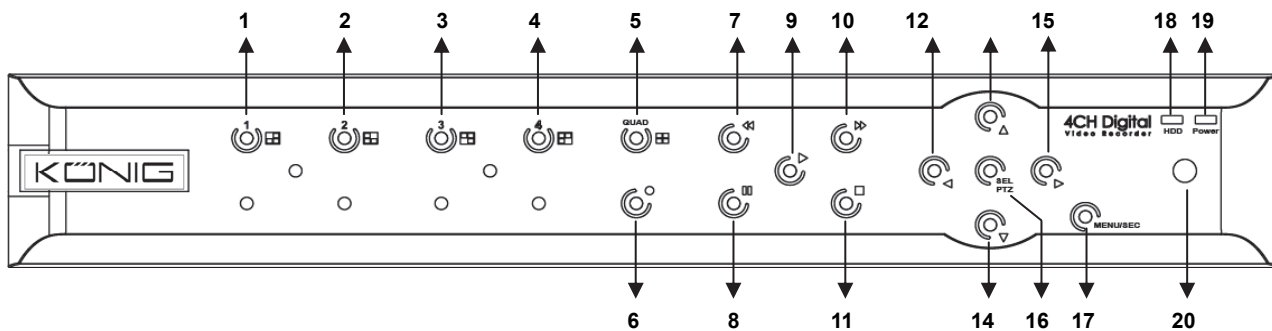 1 2 3 4 5 7 9 10 12 15 18 19
1 2 3 4 QUAD
4CH Digital
Video Recorder
HDD Power
KÖNIG
SEL
PTZ
MENU/SEC
6 8 11 14 16 17 20